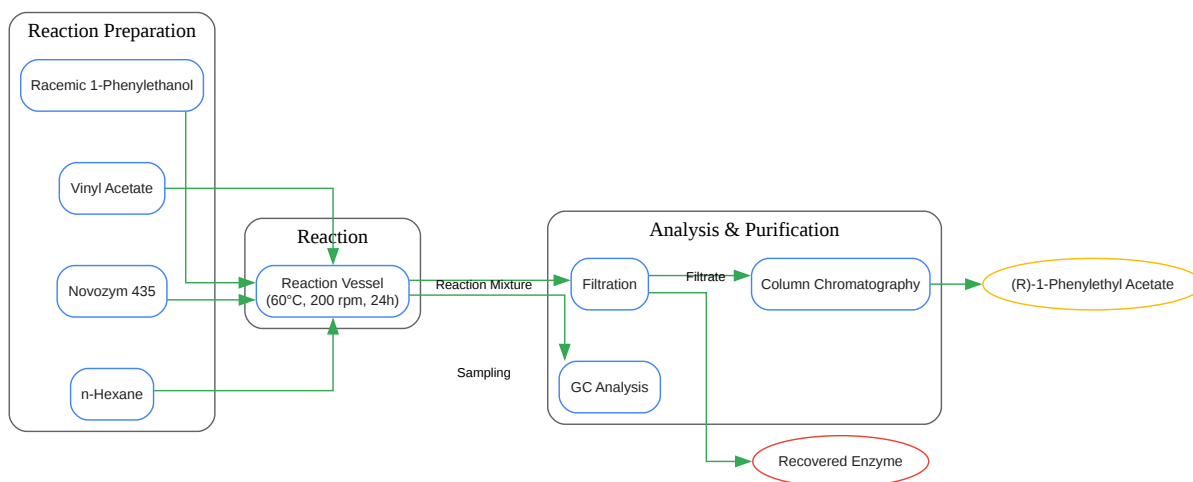 Reaction Preparation
Racemic 1-Phenylethanol
Vinyl Acetate
Novozym 435
n-Hexane
Reaction
Reaction Vessel
(60°C, 200 rpm, 24h)
Reaction Mixture
Sampling
Analysis & Purification
Filtration
Filtrate
Column Chromatography
GC Analysis
(R)-1-Phenylethyl Acetate
Recovered Enzyme